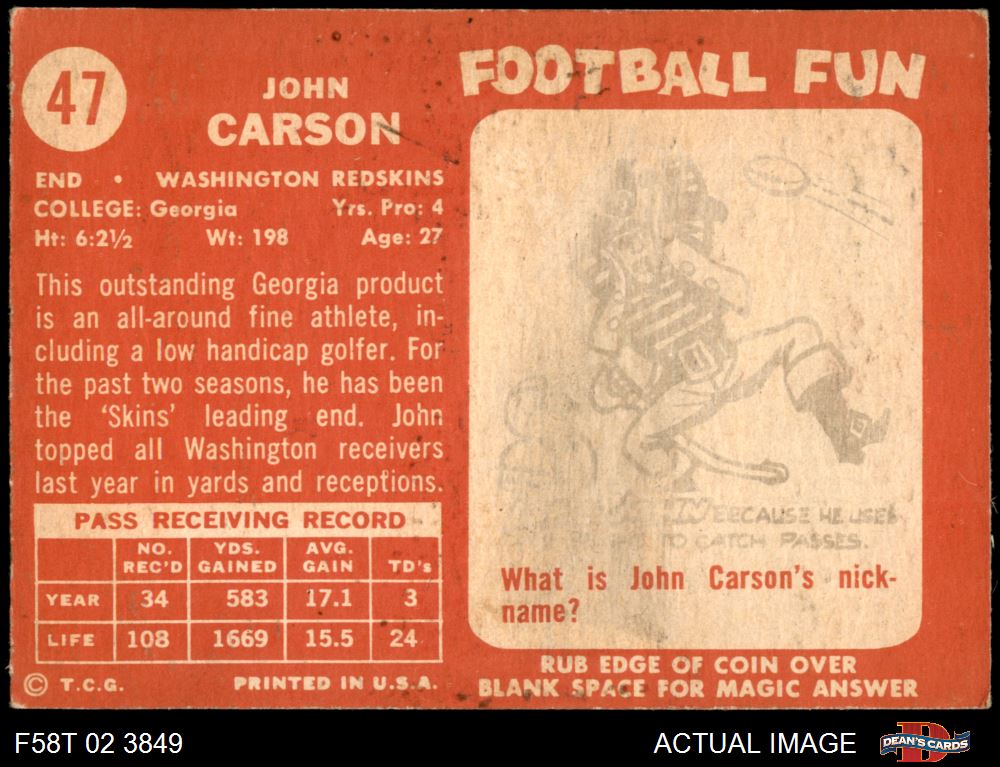 47
JOHN
CARSON
END • WASHINGTON REDSKINS
COLLEGE: Georgia Yrs. Pro: 4
Ht: 6:2½ Wt: 198 Age: 27
This outstanding Georgia product
is an all-around fine athlete, in-
cluding a low handicap golfer. For
the past two seasons, he has been
the ‘Skins’ leading end. John
topped all Washington receivers
last year in yards and receptions.
PASS RECEIVING RECORD
NO. REC'D YDS. GAINED AVG. GAIN TD's
YEAR 34 583 17.1 3
LIFE 108 1669 15.5 24
© T.C.G. PRINTED IN U.S.A.
FOOTBALL FUN
BECAUSE HE USES
TO CATCH PASSES.
What is John Carson's nick-
name?
RUB EDGE OF COIN OVER
BLANK SPACE FOR MAGIC ANSWER
F58T 02 3849
ACTUAL IMAGE
D
DEAN'S CARDS